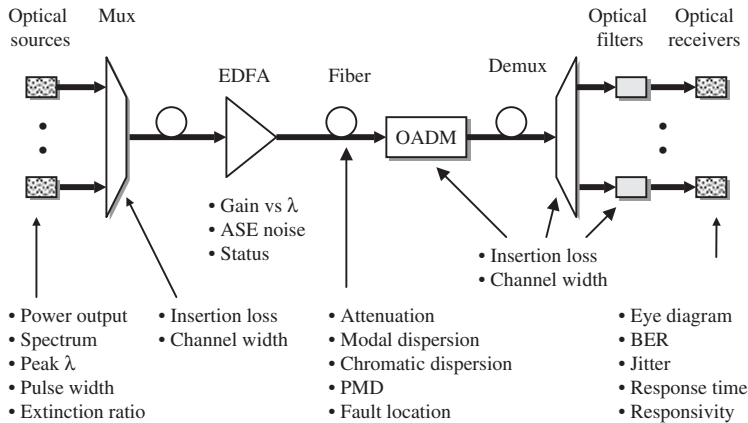 Optical
sources
Mux
EDFA
Fiber
Demux
Optical
filters
Optical
receivers
OADM
• Gain vs λ
• ASE noise
• Status
• Insertion loss
• Channel width
• Power output
• Spectrum
• Peak λ
• Pulse width
• Extinction ratio
• Insertion loss
• Channel width
• Attenuation
• Modal dispersion
• Chromatic dispersion
• PMD
• Fault location
• Eye diagram
• BER
• Jitter
• Response time
• Responsivity